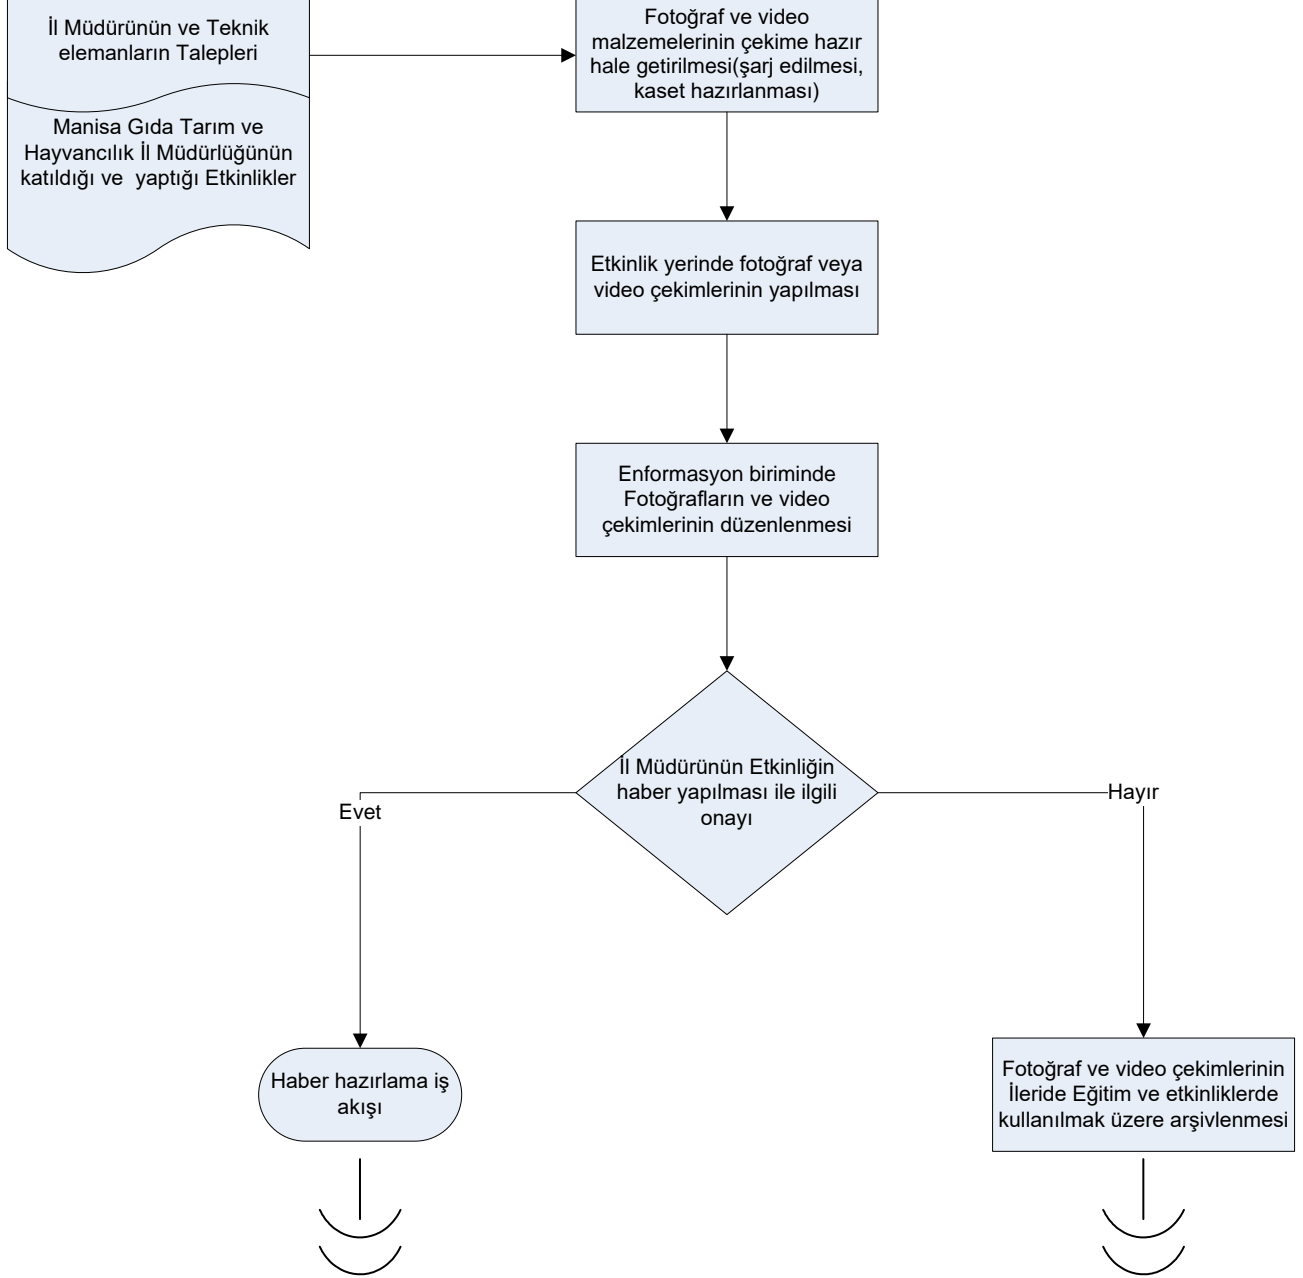 İl Müdürünün ve Teknik
elemanların Talepleri
Manisa Gıda Tarım ve
Hayvancılık İl Müdürlüğünün
katıldığı ve  yaptığı Etkinlikler
Fotoğraf ve video
malzemelerinin çekime hazır
hale getirilmesi(şarj edilmesi,
kaset hazırlanması)
Etkinlik yerinde fotoğraf veya
video çekimlerinin yapılması
Enformasyon biriminde
Fotoğrafların ve video
çekimlerinin düzenlenmesi
İl Müdürünün Etkinliğin
haber yapılması ile ilgili
onayı
Evet
Hayır
Haber hazırlama iş
akışı
Fotoğraf ve video çekimlerinin
İleride Eğitim ve etkinliklerde
kullanılmak üzere arşivlenmesi